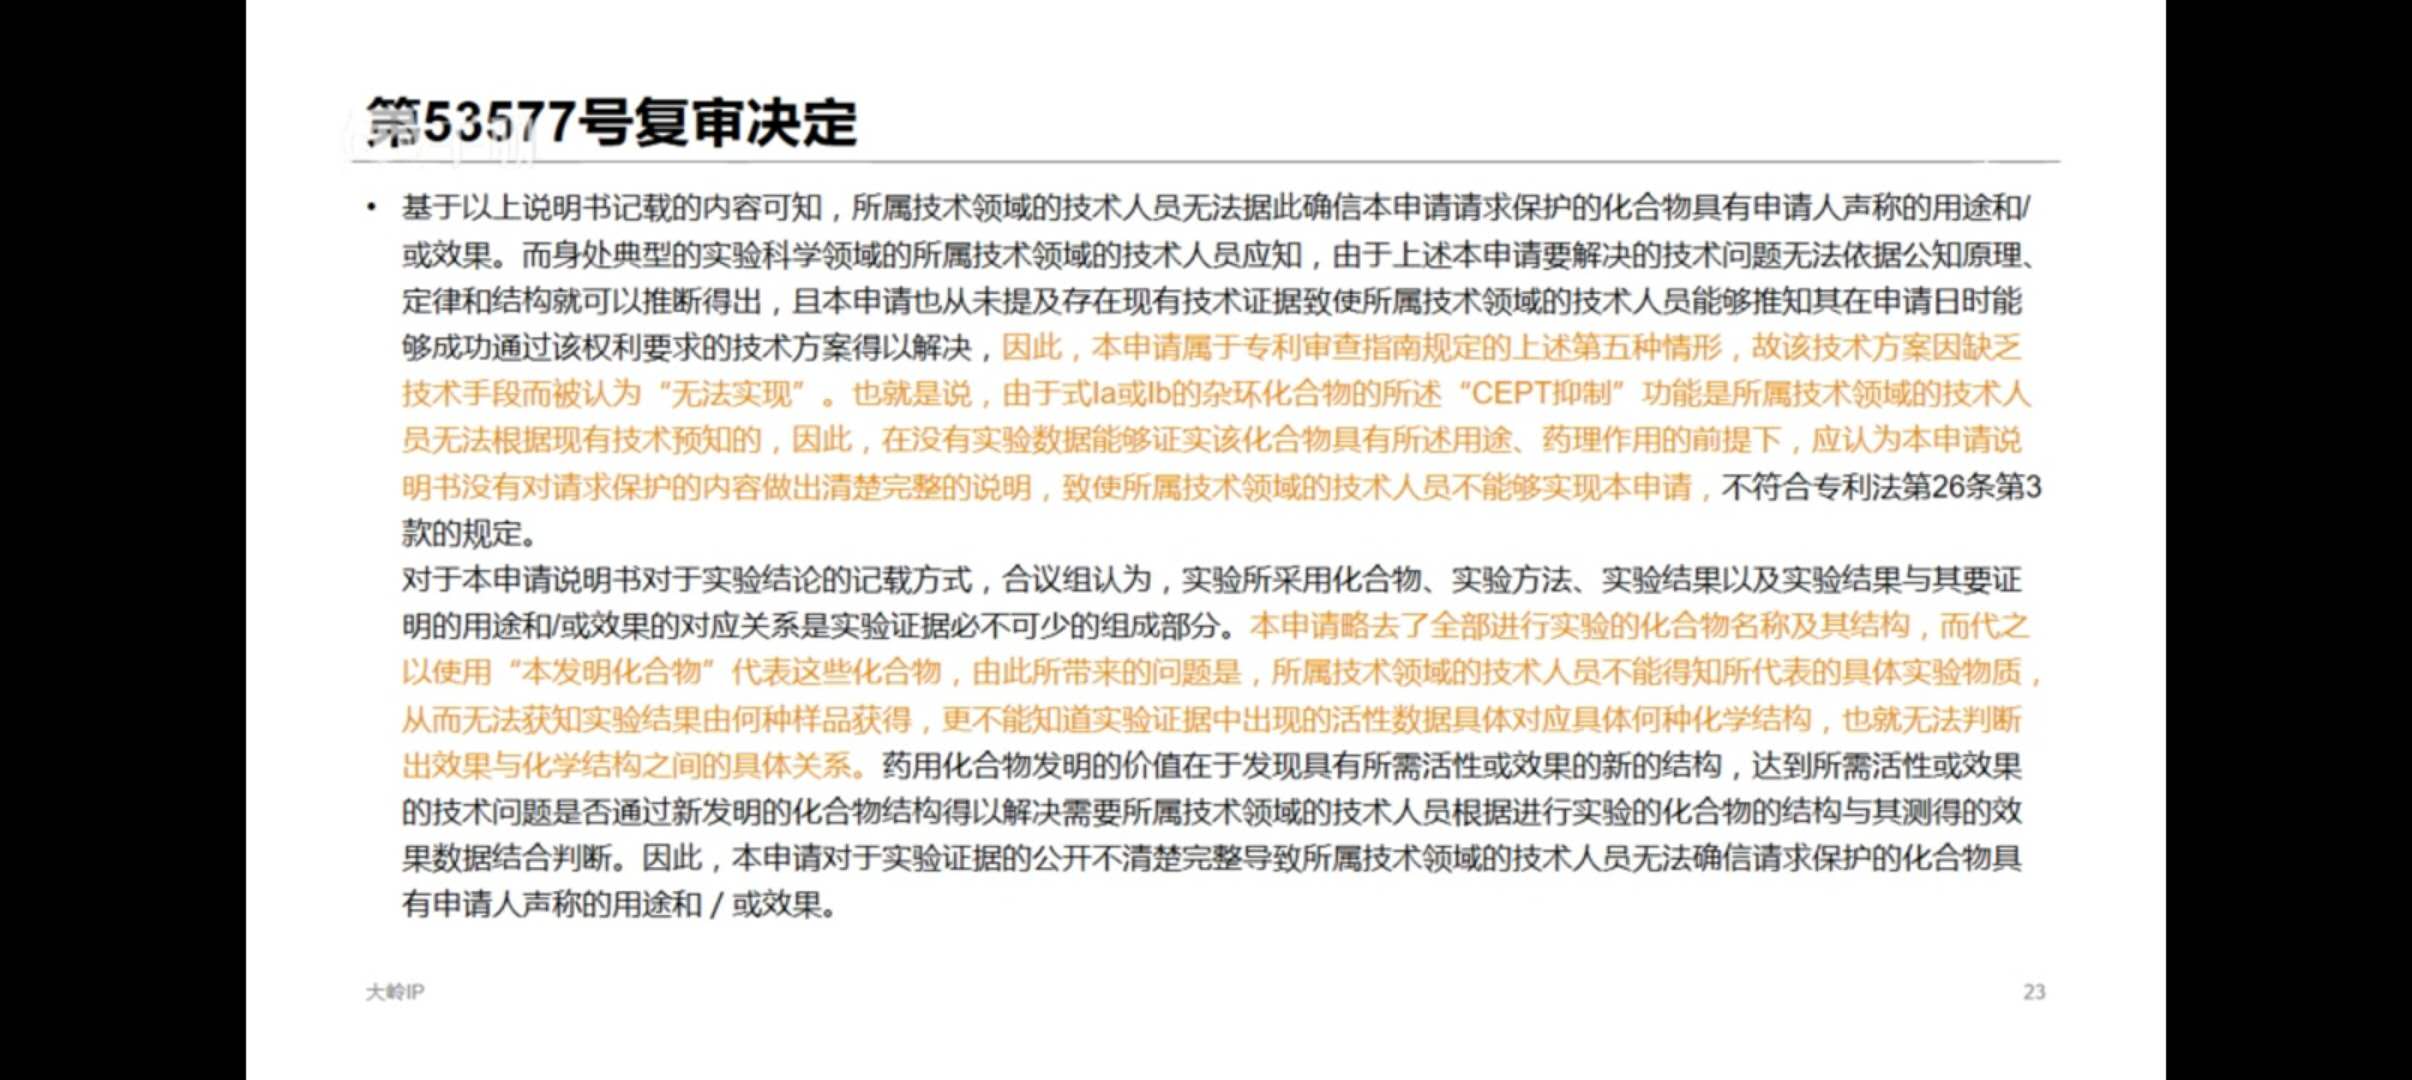 第53577号复审决定
• 基于以上说明书记载的内容可知，所属技术领域的技术人员无法据此确信本申请请求保护的化合物具有申请人声称的用途和/
或效果。而身处典型的实验科学领域的所属技术领域的技术人员应知，由于上述本申请要解决的技术问题无法依据公知原理、
定律和结构就可以推断得出，且本申请也从未提及存在现有技术证据致使所属技术领域的技术人员能够推知其在申请日时能
够成功通过该权利要求的技术方案得以解决，因此，本申请属于专利审查指南规定的上述第五种情形，故该技术方案因缺乏
技术手段而被认为“无法实现”。也就是说，由于式Ia或Ib的杂环化合物的所述“CEPT抑制”功能是所属技术领域的技术人
员无法根据现有技术预知的，因此，在没有实验数据能够证实该化合物具有所述用途、药理作用的前提下，应认为本申请说
明书没有对请求保护的内容做出清楚完整的说明，致使所属技术领域的技术人员不能够实现本申请，不符合专利法第26条第3
款的规定。
对于本申请说明书对于实验结论的记载方式，合议组认为，实验所采用化合物、实验方法、实验结果以及实验结果与其要证
明的用途和/或效果的对应关系是实验证据必不可少的组成部分。本申请略去了全部进行实验的化合物名称及其结构，而代之
以使用“本发明化合物”代表这些化合物，由此所带来的问题是，所属技术领域的技术人员不能得知所代表的具体实验物质，
从而无法获知实验结果由何种样品获得，更不能知道实验证据中出现的活性数据具体对应具体何种化学结构，也就无法判断
出效果与化学结构之间的具体关系。药用化合物发明的价值在于发现具有所需活性或效果的新的结构，达到所需活性或效果
的技术问题是否通过新发明的化合物结构得以解决需要所属技术领域的技术人员根据进行实验的化合物的结构与其测得的效
果数据结合判断。因此，本申请对于实验证据的公开不清楚完整导致所属技术领域的技术人员无法确信请求保护的化合物具
有申请人声称的用途和 / 或效果。
大岭IP
23